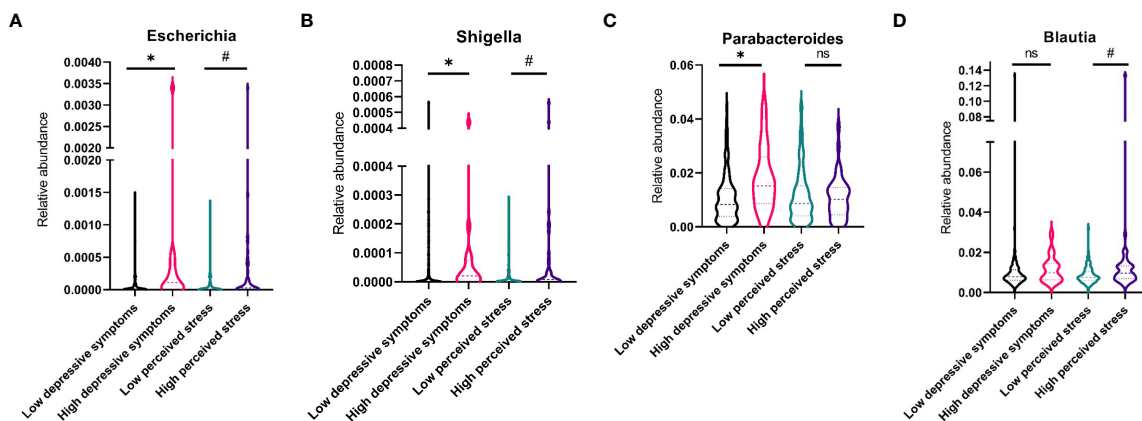 A
Escherichia
*
#
Relative abundance
0.0040
0.0035
0.0030
0.0025
0.0020
0.0020
0.0015
0.0010
0.0005
0.0000
Low depressive symptoms
High depressive symptoms
Low perceived stress
High perceived stress
B
Shigella
*
#
Relative abundance
0.0008
0.0007
0.0006
0.0005
0.0004
0.0004
0.0003
0.0002
0.0001
0.0000
Low depressive symptoms
High depressive symptoms
Low perceived stress
High perceived stress
C
Parabacteroides
*
ns
Relative abundance
0.06
0.04
0.02
0.00
Low depressive symptoms
High depressive symptoms
Low perceived stress
High perceived stress
D
Blautia
ns
#
Relative abundance
0.14
0.12
0.10
0.08
0.06
0.04
0.02
0.00
Low depressive symptoms
High depressive symptoms
Low perceived stress
High perceived stress